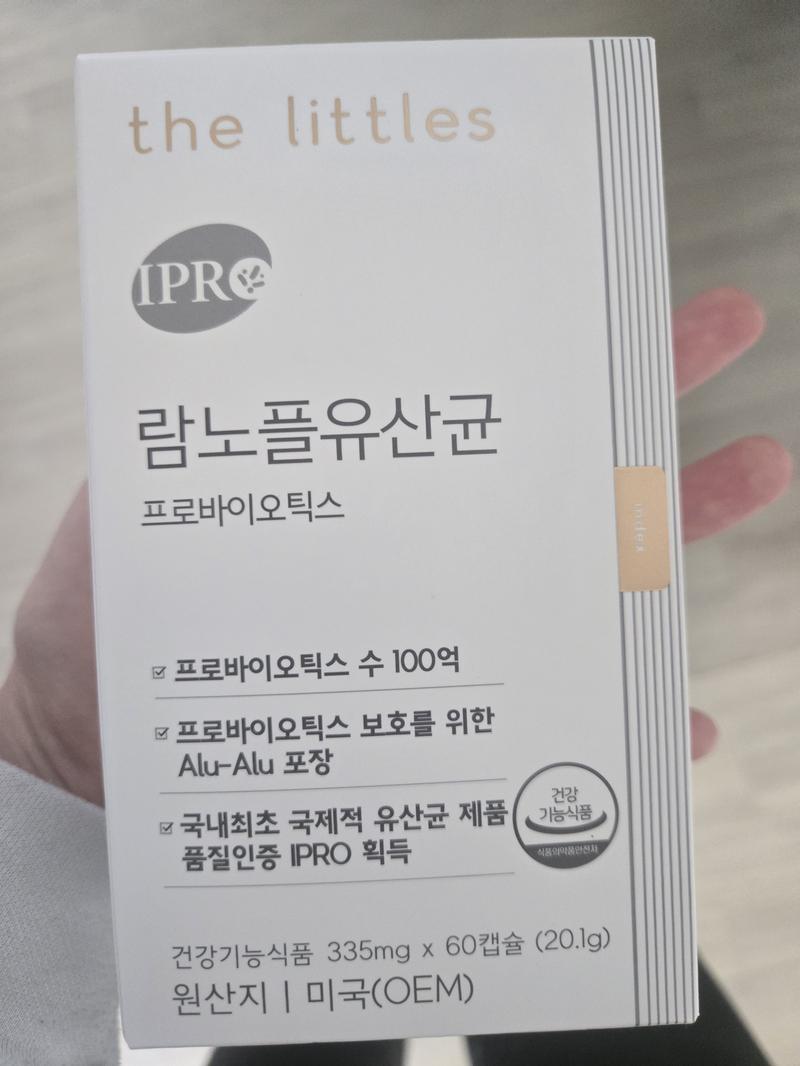 the littles
IPRO
람노플유산균
프로바이오틱스
index
프로바이오틱스 수 100억
프로바이오틱스 보호를 위한
Alu-Alu 포장
국내최초 국제적 유산균 제품
품질인증 IPRO 획득
건강
기능식품
식품의약품안전처
건강기능식품 335mg x 60캡슐 (20.1g)
원산지 | 미국(OEM)